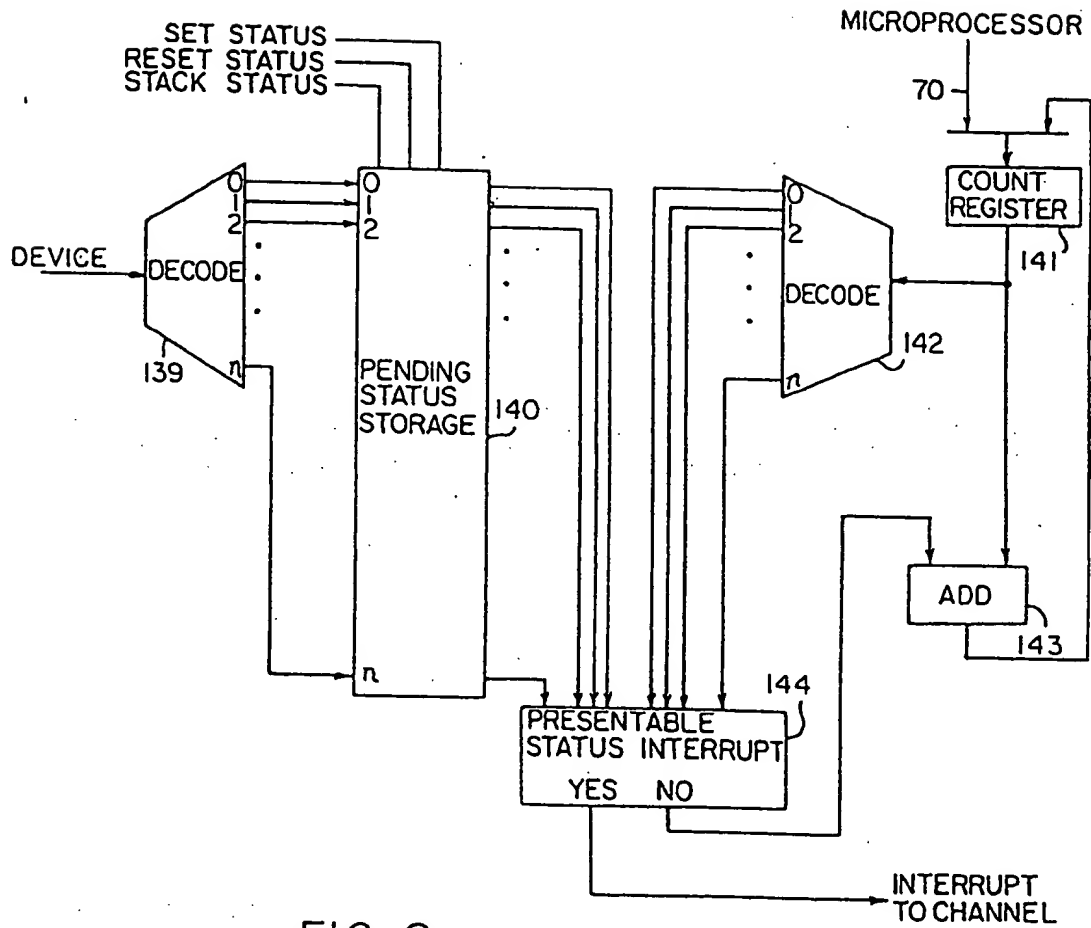 SET STATUS
RESET STATUS
STACK STATUS
MICROPROCESSOR
70
COUNT
REGISTER
141
DEVICE
DECODE
0
1
2
n
139
0
1
2
n
PENDING
STATUS
STORAGE
140
0
1
2
n
DECODE
142
ADD
143
144
PRESENTABLE
STATUS INTERRUPT
YES NO
INTERRUPT
TO CHANNEL